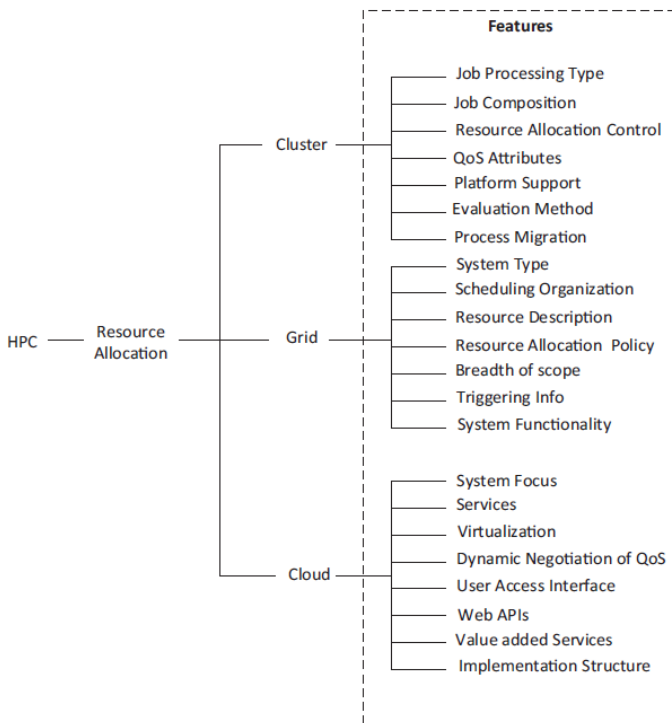 Features
Job Processing Type
Job Composition
Resource Allocation Control
Cluster
QoS Attributes
Platform Support
Evaluation Method
Process Migration
System Type
Scheduling Organization
Resource Description
HPC
Resource
Allocation
Grid
Resource Allocation Policy
Breadth of scope
Triggering Info
System Functionality
System Focus
Services
Virtualization
Dynamic Negotiation of QoS
Cloud
User Access Interface
Web APIs
Value added Services
Implementation Structure